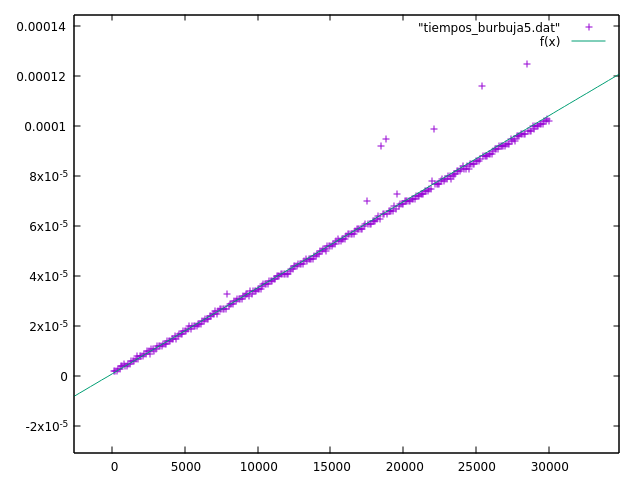 0.00014
"tiempos_burbuja5.dat"
f(x)
0.00012
0.0001
8x10⁻⁵
6x10⁻⁵
4x10⁻⁵
2x10⁻⁵
0
-2x10⁻⁵
0 5000 10000 15000 20000 25000 30000